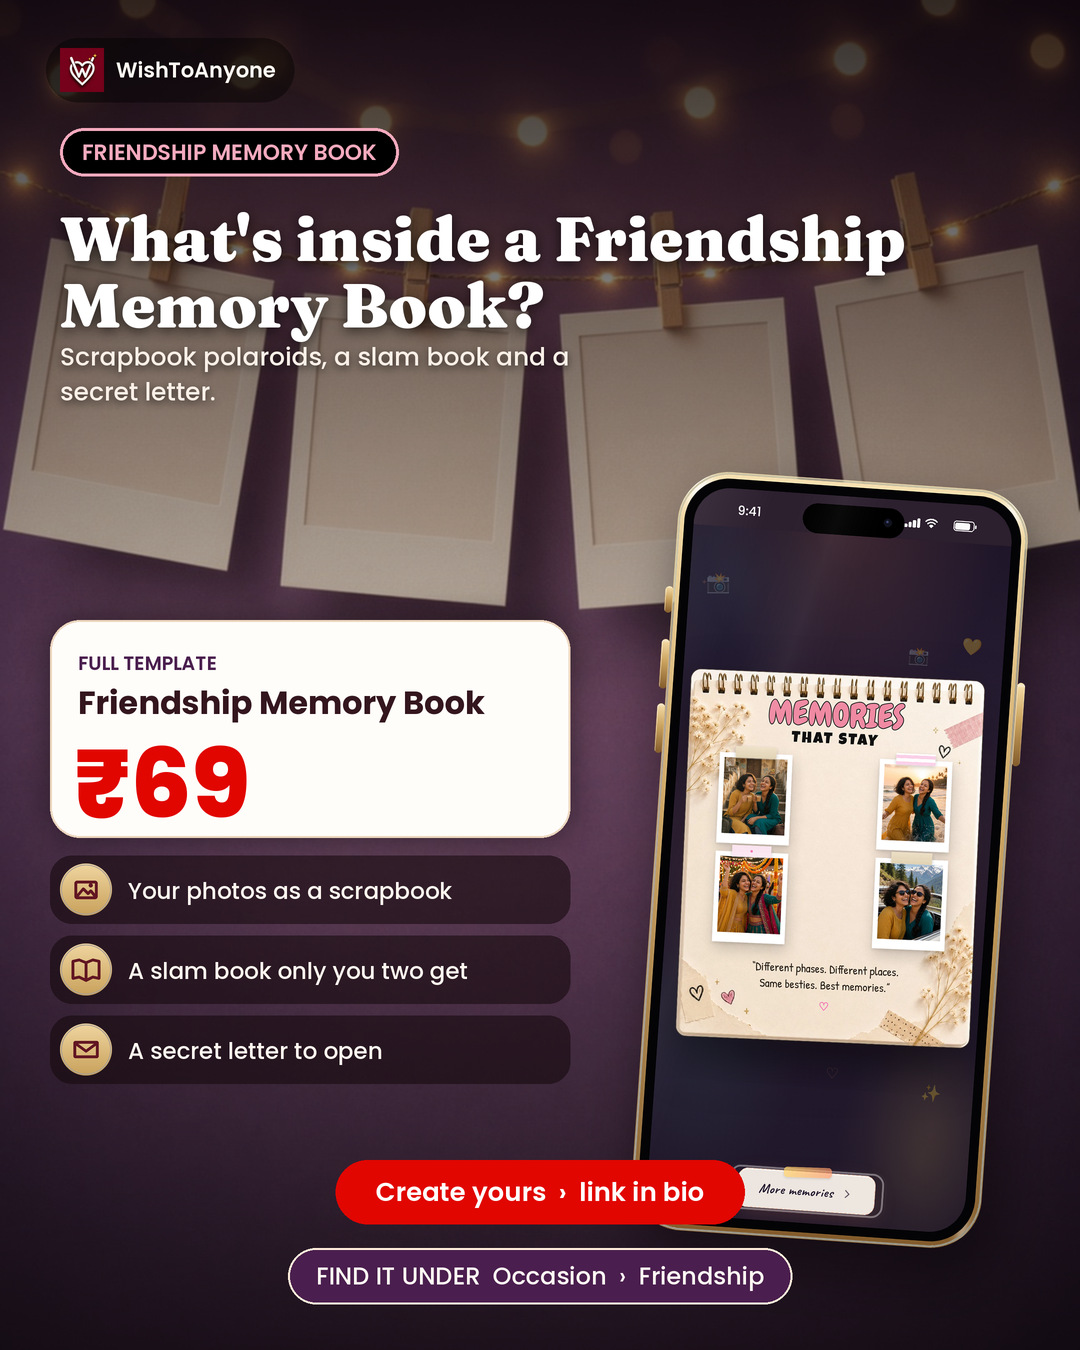 WishToAnyone
FRIENDSHIP MEMORY BOOK
What's inside a Friendship
Memory Book?
Scrapbook polaroids, a slam book and a
secret letter.
FULL TEMPLATE
Friendship Memory Book
₹69
Your photos as a scrapbook
A slam book only you two get
A secret letter to open
9:41
MEMORIES
THAT STAY
"Different phases. Different places.
Same besties. Best memories."
More memories ›
Create yours › link in bio
FIND IT UNDER Occasion › Friendship